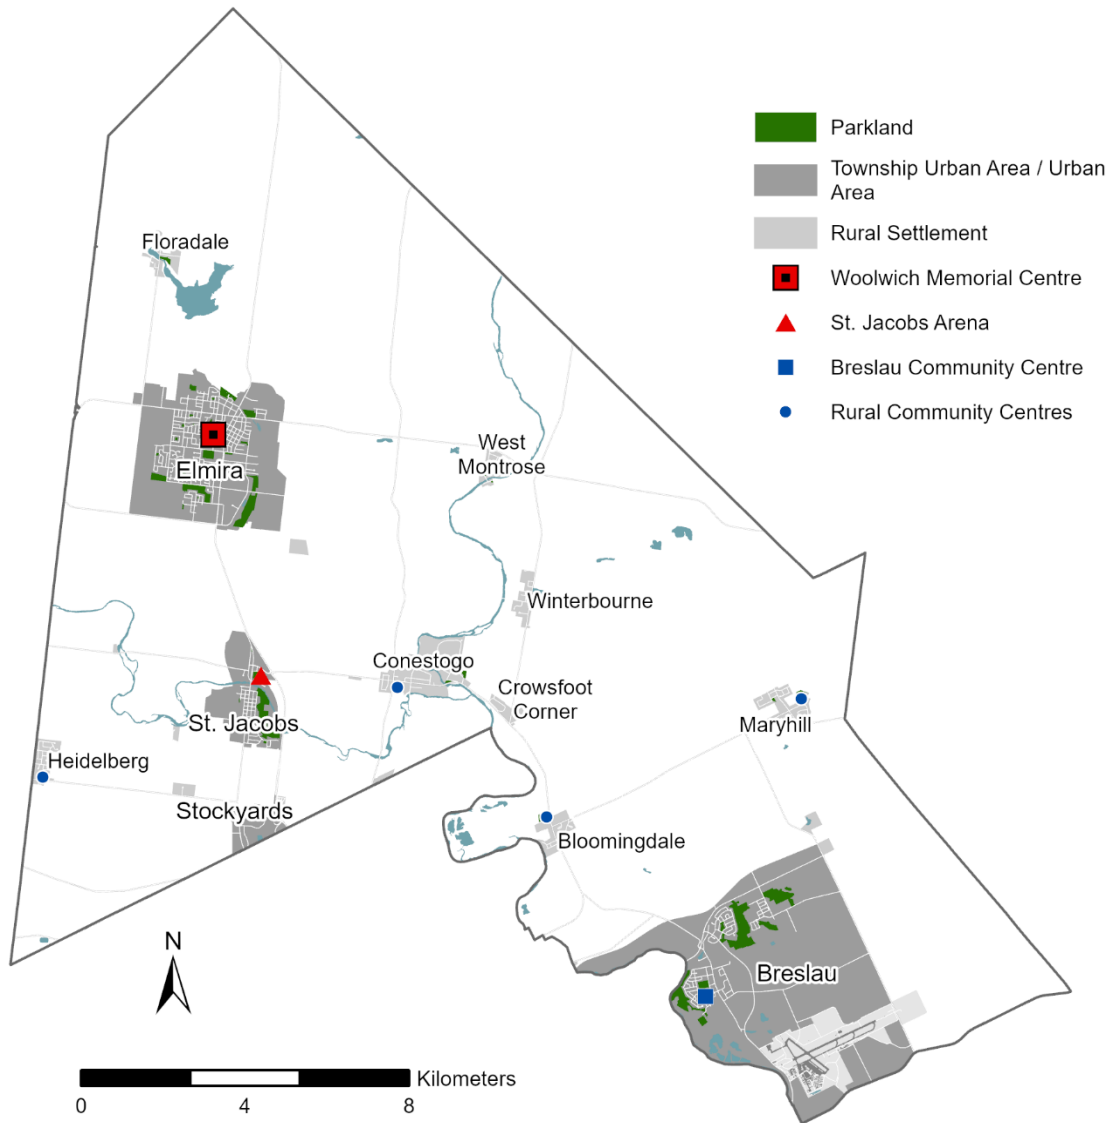 Parkland
Township Urban Area / Urban
Area
Rural Settlement
Woolwich Memorial Centre
St. Jacobs Arena
Breslau Community Centre
Rural Community Centres
Floradale
Elmira
West
Montrose
Winterbourne
Conestogo
Crowsfoot
Corner
St. Jacobs
Maryhill
Heidelberg
Stockyards
Bloomingdale
Breslau
N
Kilometers
0 4 8